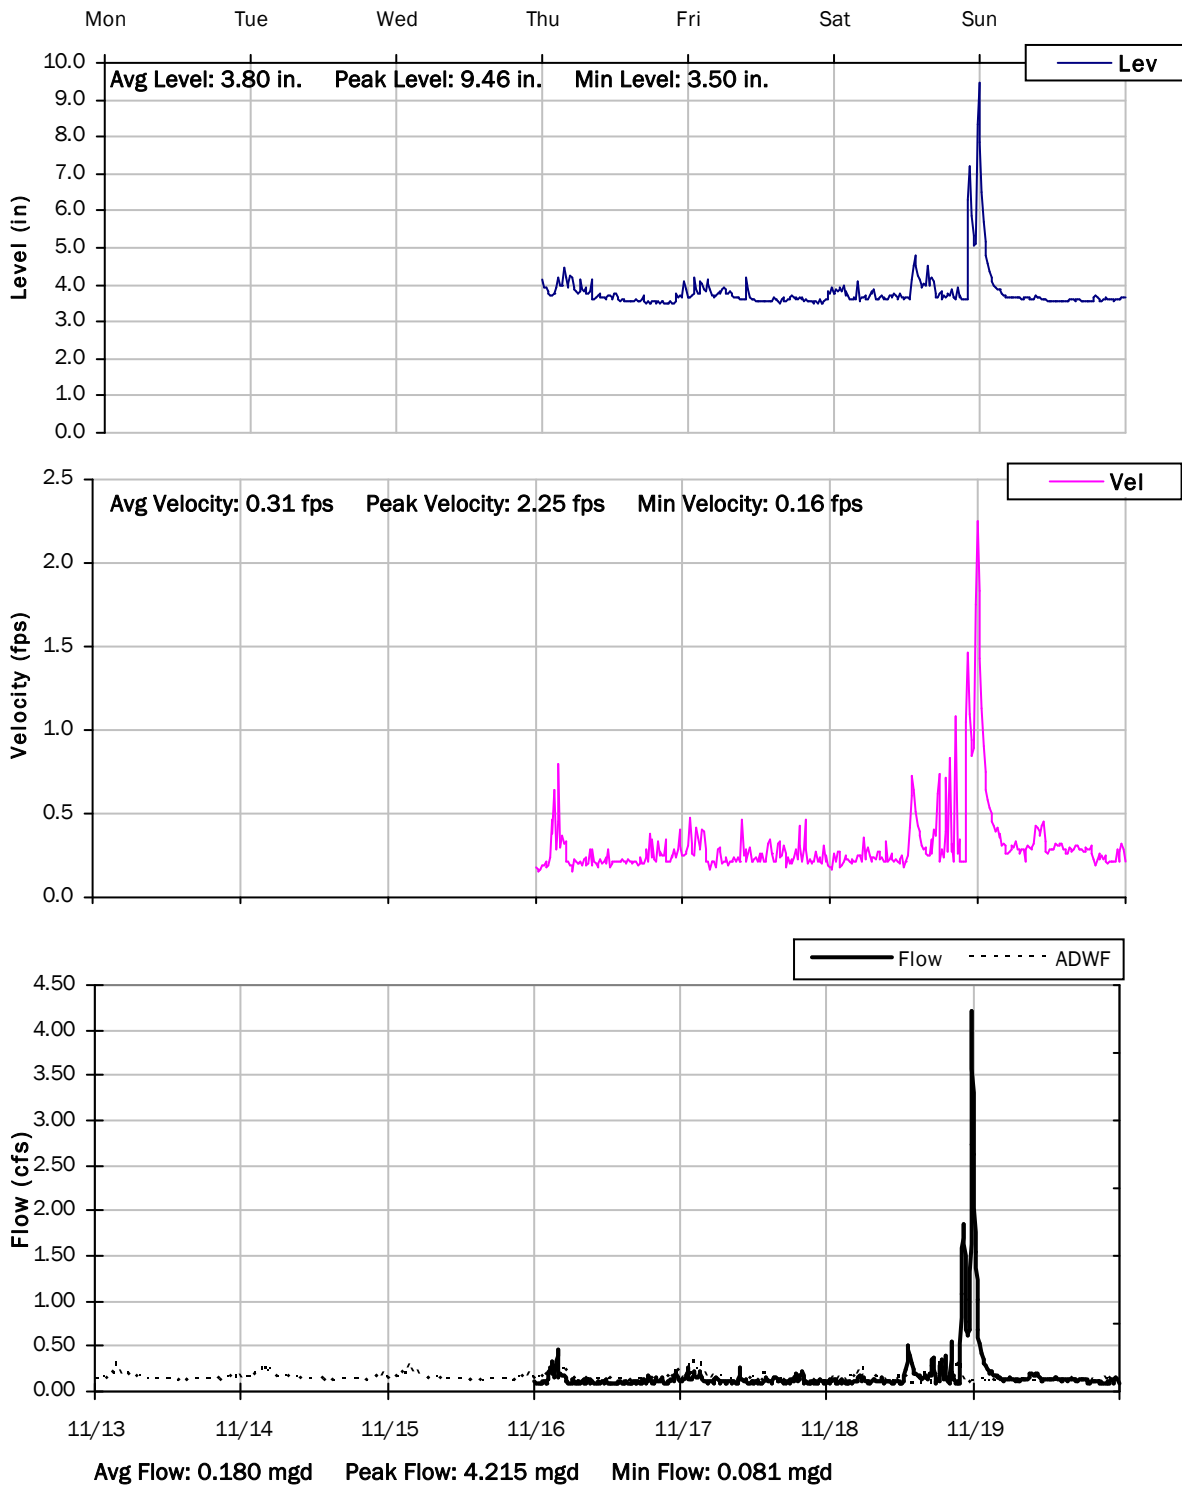 Mon Tue Wed Thu Fri Sat Sun
Lev
Avg Level: 3.80 in. Peak Level: 9.46 in. Min Level: 3.50 in.
Level (in)
10.0
9.0
8.0
7.0
6.0
5.0
4.0
3.0
2.0
1.0
0.0
Vel
Avg Velocity: 0.31 fps Peak Velocity: 2.25 fps Min Velocity: 0.16 fps
Velocity (fps)
2.5
2.0
1.5
1.0
0.5
0.0
Flow ADWF
Flow (cfs)
4.50
4.00
3.50
3.00
2.50
2.00
1.50
1.00
0.50
0.00
11/13 11/14 11/15 11/16 11/17 11/18 11/19
Avg Flow: 0.180 mgd Peak Flow: 4.215 mgd Min Flow: 0.081 mgd